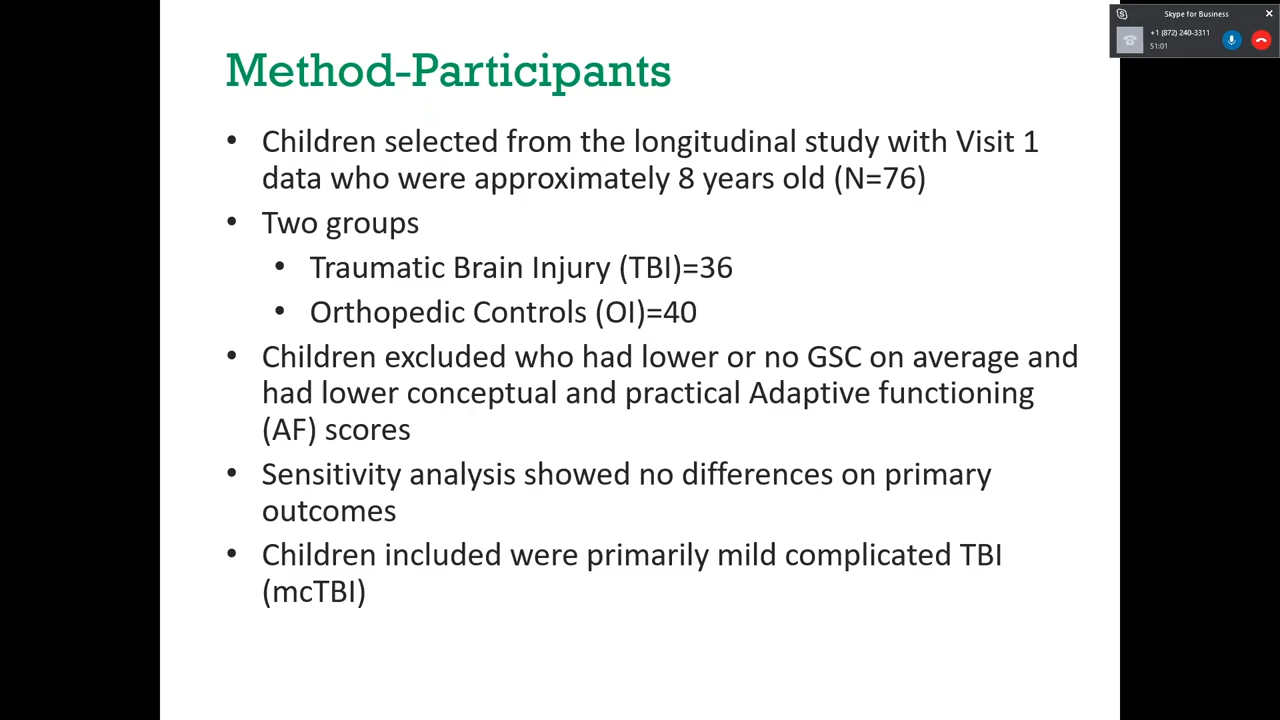 Method-Participants
• Children selected from the longitudinal study with Visit 1
data who were approximately 8 years old (N=76)
• Two groups
• Traumatic Brain Injury (TBI)=36
• Orthopedic Controls (OI)=40
• Children excluded who had lower or no GSC on average and
had lower conceptual and practical Adaptive functioning
(AF) scores
• Sensitivity analysis showed no differences on primary
outcomes
• Children included were primarily mild complicated TBI
(mcTBI)
Skype for Business
+1 (872) 240-3311
51:01